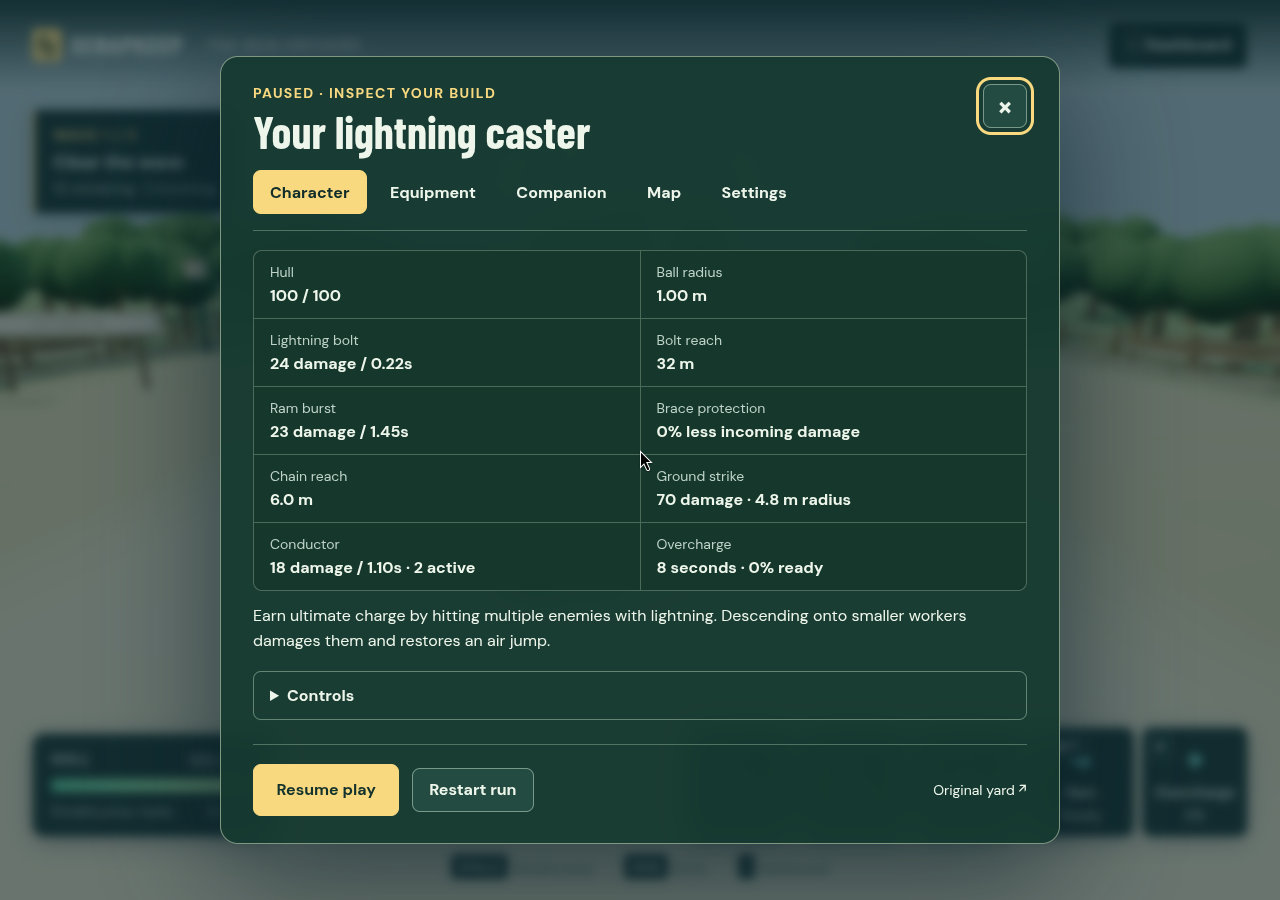 PAUSED · INSPECT YOUR BUILD
Your lightning caster
×
Character Equipment Companion Map Settings
Hull
100 / 100
Ball radius
1.00 m
Lightning bolt
24 damage / 0.22s
Bolt reach
32 m
Ram burst
23 damage / 1.45s
Brace protection
0% less incoming damage
Chain reach
6.0 m
Ground strike
70 damage · 4.8 m radius
Conductor
18 damage / 1.10s · 2 active
Overcharge
8 seconds · 0% ready
Earn ultimate charge by hitting multiple enemies with lightning. Descending onto smaller workers
damages them and restores an air jump.
▶ Controls
Resume play Restart run Original yard ↗